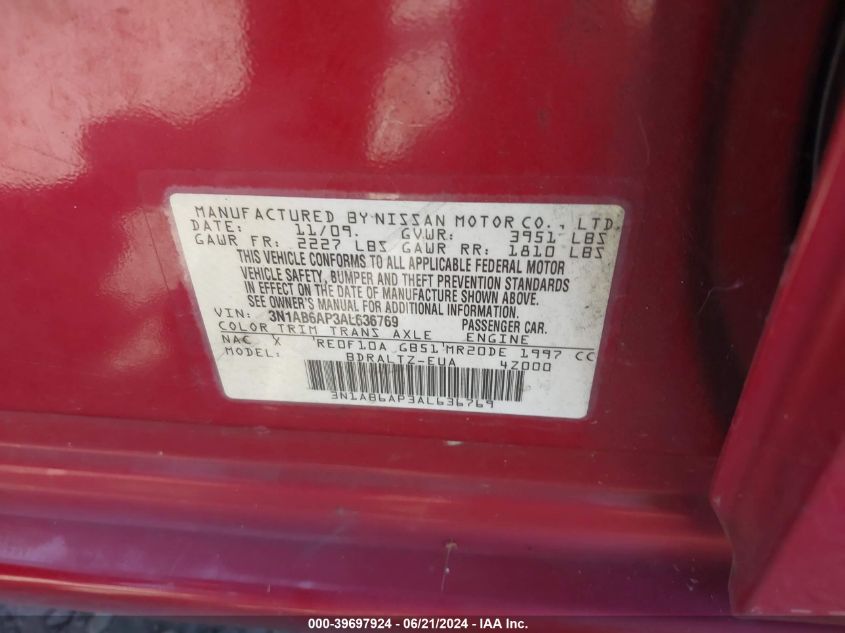 MANUFACTURED BY NISSAN MOTOR CO., LTD.
DATE: 11/09. GVWR: 3951 LBS
GAWR FR: 2227 LBS GAWR RR: 1810 LBS
THIS VEHICLE CONFORMS TO ALL APPLICABLE FEDERAL MOTOR
VEHICLE SAFETY, BUMPER AND THEFT PREVENTION STANDARDS
IN EFFECT ON THE DATE OF MANUFACTURE SHOWN ABOVE.
SEE OWNER'S MANUAL FOR ADDITIONAL INFORMATION.
VIN: 3N1AB6AP3AL636769 PASSENGER CAR.
COLOR TRIM TRANS AXLE ENGINE
NAC X RE0F10A GB51 MR20DE 1997 CC
MODEL: BDRALTZ-EUA 4Z000
3N1AB6AP3AL636769
000-39697924 - 06/21/2024 - IAA Inc.